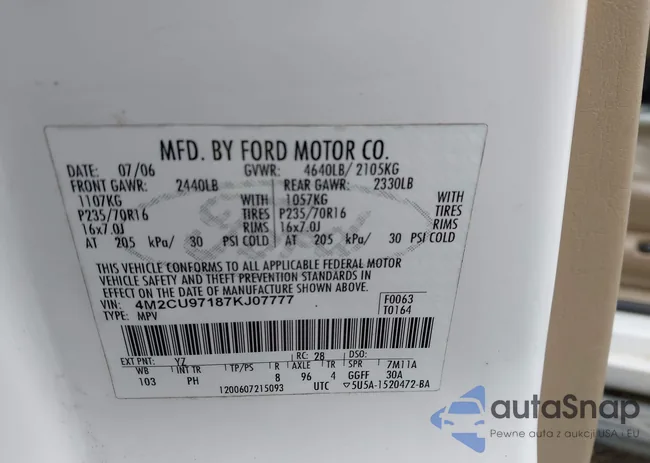 MFD. BY FORD MOTOR CO.
DATE: 07/06 GVWR: 4640LB/ 2105KG
FRONT GAWR: 2440LB REAR GAWR: 2330LB
1107KG WITH 1057KG WITH
P235/70R16 TIRES P235/70R16 TIRES
16x7.0J RIMS 16x7.0J RIMS
AT 205 kPa/ 30 PSI COLD AT 205 kPa/ 30 PSI COLD
THIS VEHICLE CONFORMS TO ALL APPLICABLE FEDERAL MOTOR
VEHICLE SAFETY AND THEFT PREVENTION STANDARDS IN
EFFECT ON THE DATE OF MANUFACTURE SHOWN ABOVE.
VIN: 4M2CU97187KJ07777 F0063
TYPE: MPV T0164
EXT PNT: YZ RC: 28 DSO:
WB INT TR TP/PS R AXLE TR SPR 7M11A
103 PH 8 96 4 GGFF 30A
1200607215093 UTC ▽5U5A-1520472-BA
autaSnap
Pewne auta z aukcji USA i EU